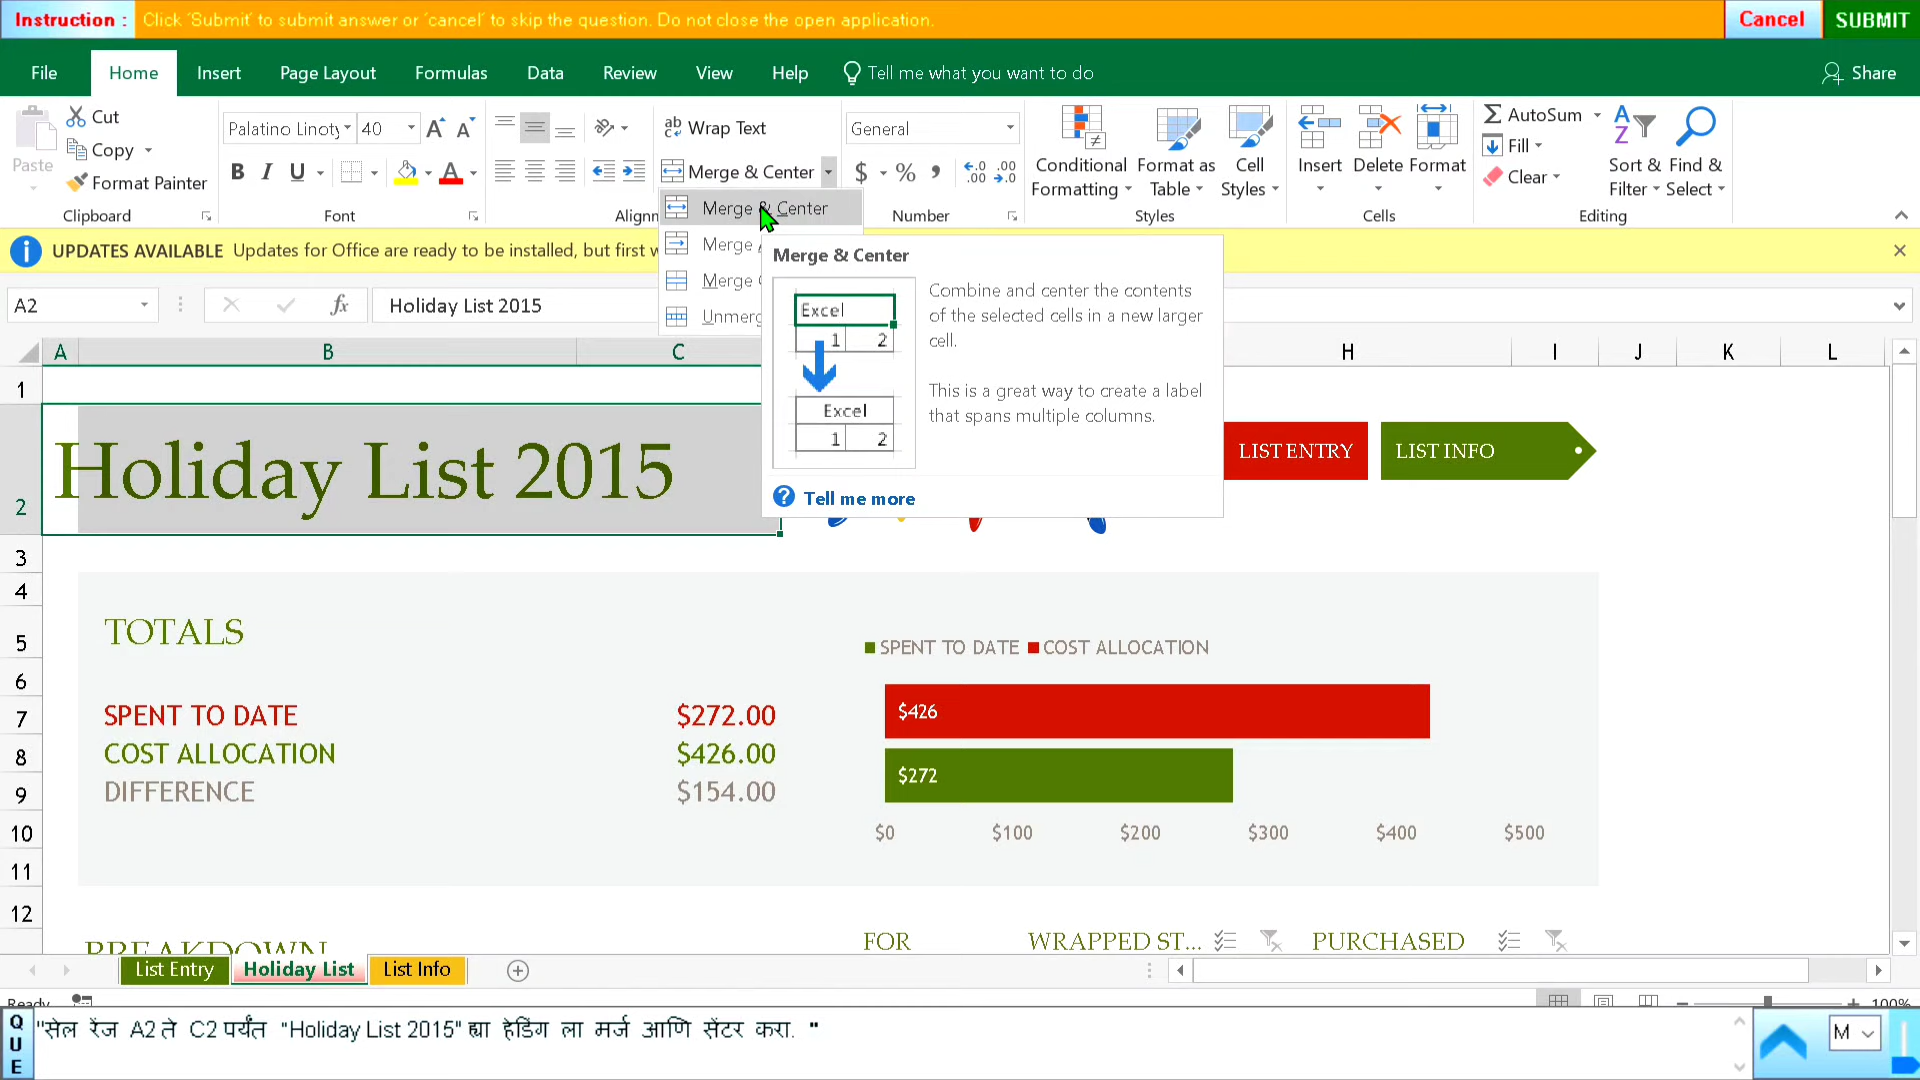 Instruction : Click 'Submit' to submit answer or 'cancel' to skip the question. Do not close the open application. Cancel SUBMIT
File Home Insert Page Layout Formulas Data Review View Help Tell me what you want to do Share
Cut
Copy
Format Painter
Paste
Clipboard
Palatino Linoty 40
B I U
Font
Wrap Text
Merge & Center
General
$ % ,
Number
Conditional Formatting
Format as Table
Cell Styles
Styles
Insert Delete Format
Cells
AutoSum
Fill
Clear
Sort & Filter
Find & Select
Editing
Merge & Center
Merge
Merge
UPDATES AVAILABLE Updates for Office are ready to be installed, but first
Merge & Center
Combine and center the contents
of the selected cells in a new larger
cell.
This is a great way to create a label
that spans multiple columns.
Excel
1 2
Excel
1 2
Tell me more
A2 fx Holiday List 2015
A B C H I J K L
1
2
3
4
5
6
7
8
9
10
11
12
Holiday List 2015
LIST ENTRY LIST INFO
TOTALS
SPENT TO DATE $272.00
COST ALLOCATION $426.00
DIFFERENCE $154.00
SPENT TO DATE COST ALLOCATION
$426
$272
$0 $100 $200 $300 $400 $500
BREAKDOWN FOR WRAPPED ST... PURCHASED
List Entry Holiday List List Info
Ready 100%
QUE
"सेल रेंज A2 ते C2 पर्यंत "Holiday List 2015" ह्या हेडिंग ला मर्ज आणि सेंटर करा. "
M